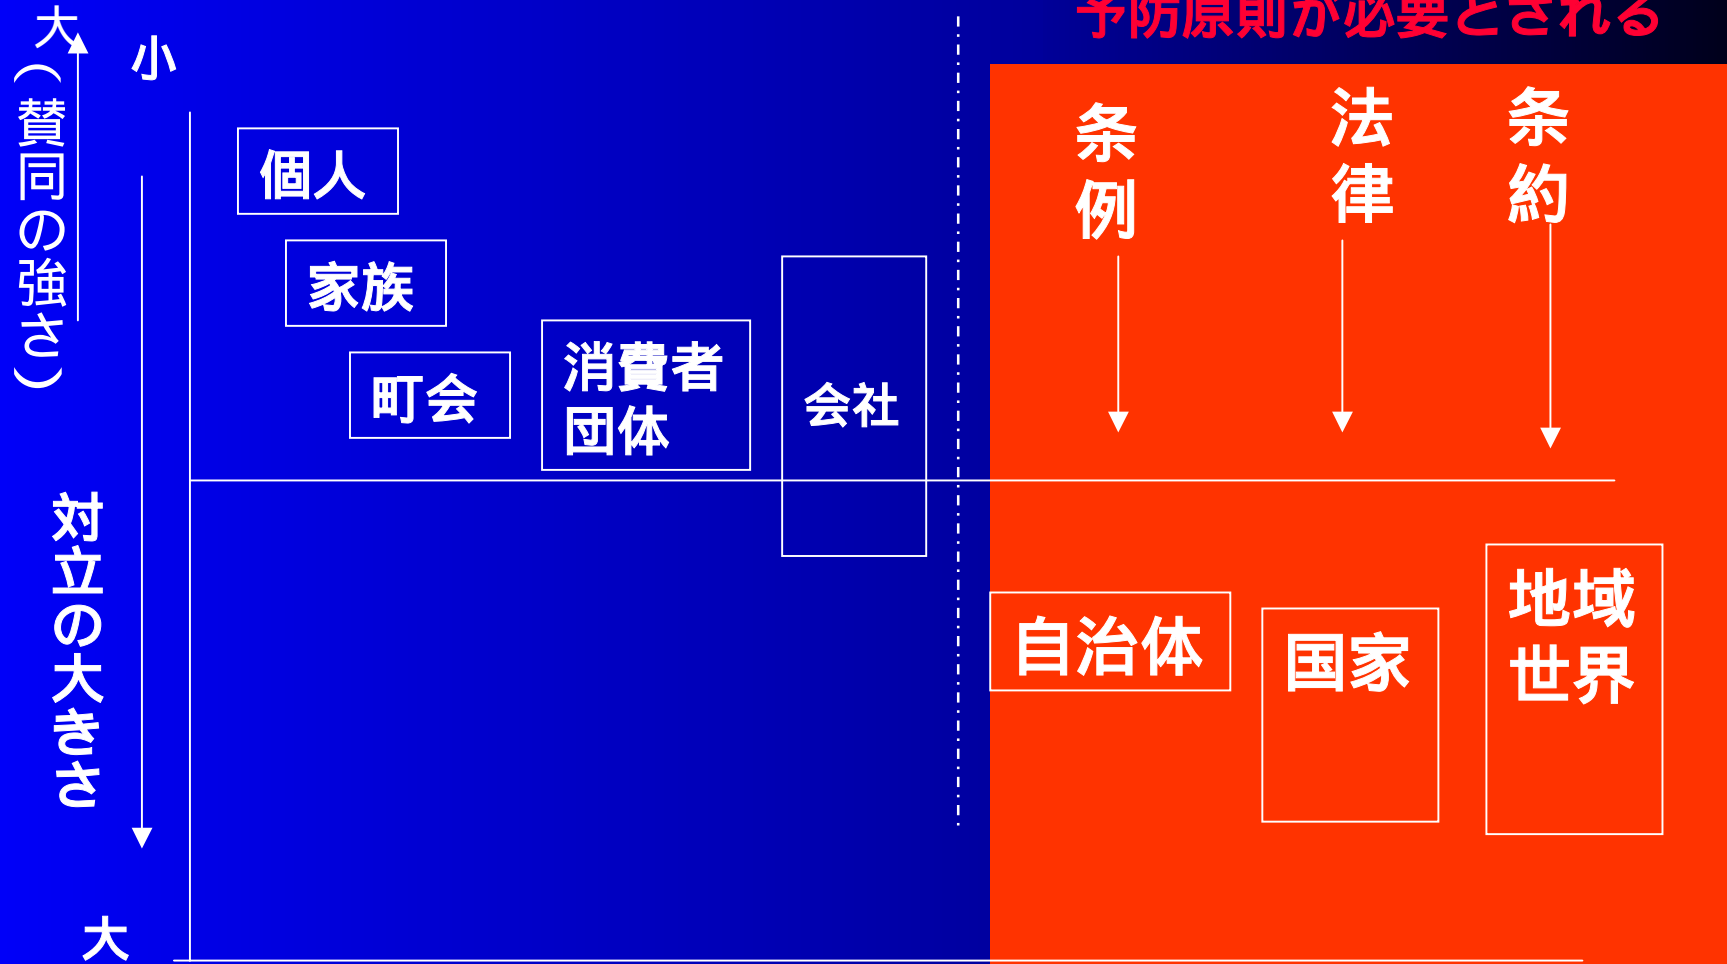 予防原則が必要とされる
大(賛同の強さ)
小
対立の大きさ
大
個人
家族
町会
消費者
団体
会社
条例
法律
条約
自治体
国家
地域
世界